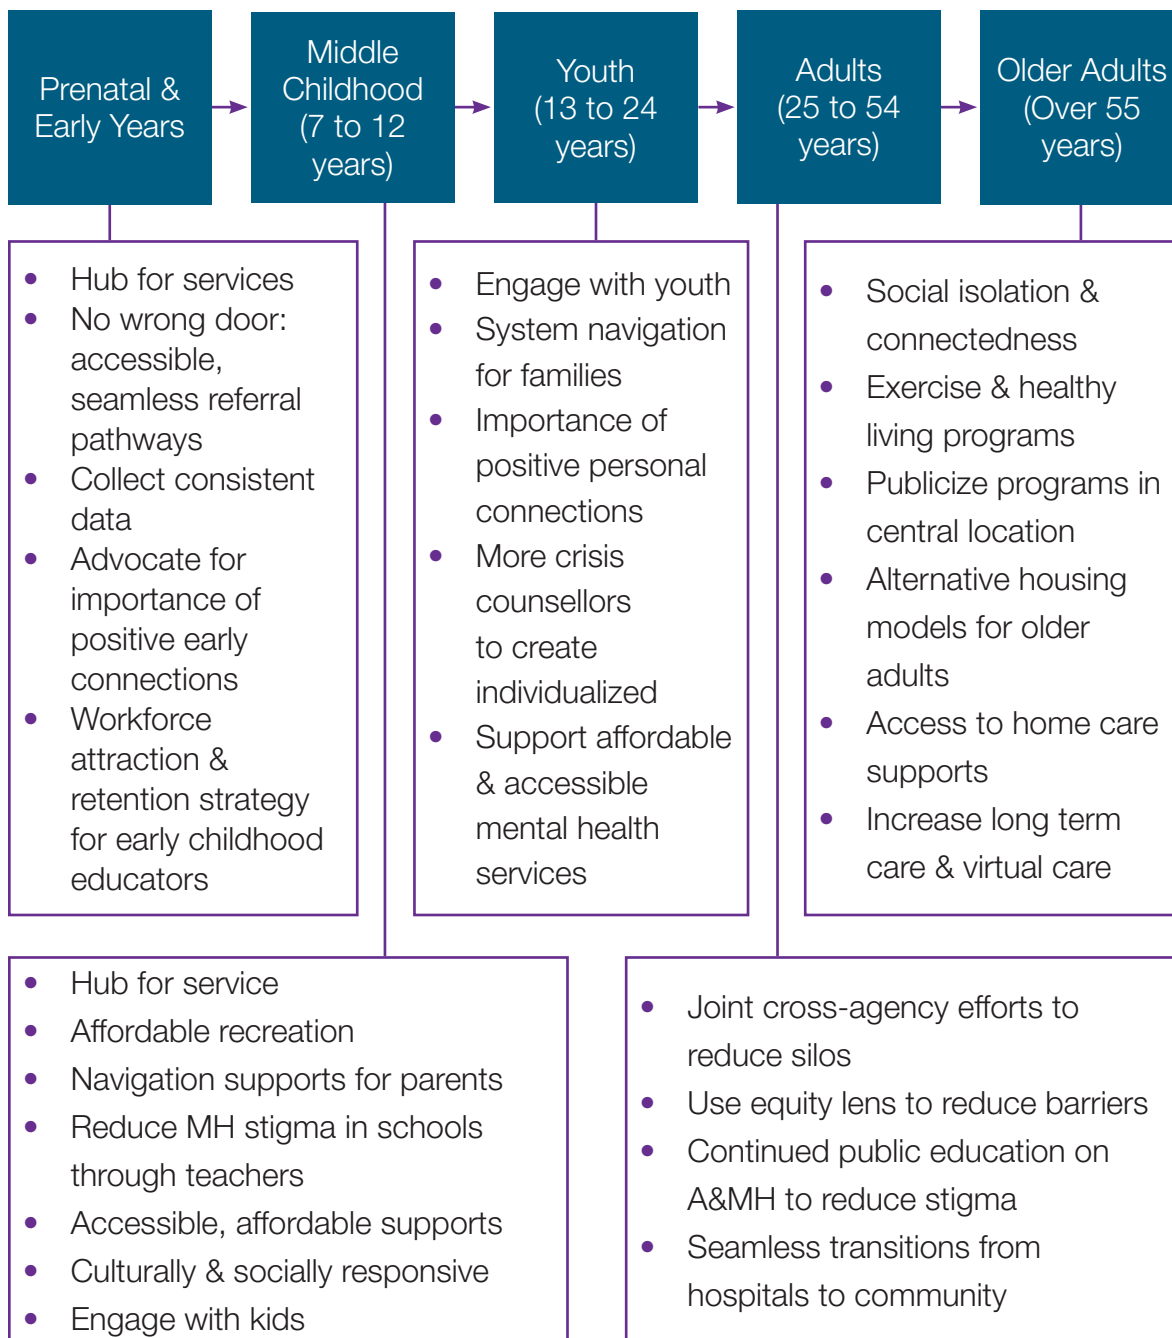 Prenatal &
Early Years
Middle
Childhood
(7 to 12
years)
Youth
(13 to 24
years)
Adults
(25 to 54
years)
Older Adults
(Over 55
years)
• Hub for services
• No wrong door:
accessible,
seamless referral
pathways
• Collect consistent
data
• Advocate for
importance of
positive early
connections
• Workforce
attraction &
retention strategy
for early childhood
educators
• Engage with youth
• System navigation
for families
• Importance of
positive personal
connections
• More crisis
counsellors
to create
individualized
• Support affordable
& accessible
mental health
services
• Social isolation &
connectedness
• Exercise & healthy
living programs
• Publicize programs in
central location
• Alternative housing
models for older
adults
• Access to home care
supports
• Increase long term
care & virtual care
• Hub for service
• Affordable recreation
• Navigation supports for parents
• Reduce MH stigma in schools
through teachers
• Accessible, affordable supports
• Culturally & socially responsive
• Engage with kids
• Joint cross-agency efforts to
reduce silos
• Use equity lens to reduce barriers
• Continued public education on
A&MH to reduce stigma
• Seamless transitions from
hospitals to community